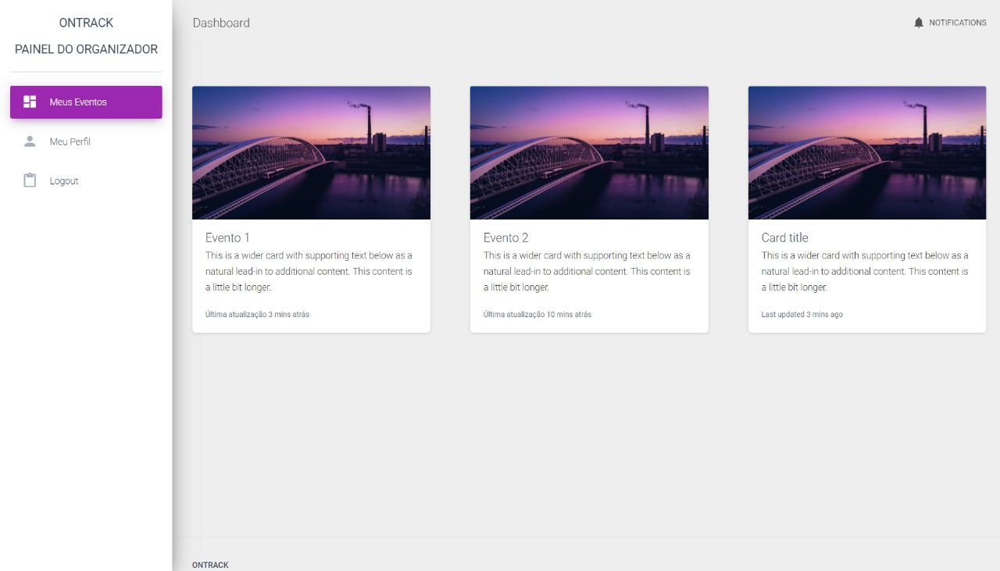 ONTRACK
PAINEL DO ORGANIZADOR
Meus Eventos
Meu Perfil
Logout
Dashboard
NOTIFICATIONS
Evento 1
This is a wider card with supporting text below as a
natural lead-in to additional content. This content is
a little bit longer.
Última atualização 3 mins atrás
Evento 2
This is a wider card with supporting text below as a
natural lead-in to additional content. This content is
a little bit longer.
Última atualização 10 mins atrás
Card title
This is a wider card with supporting text below as a
natural lead-in to additional content. This content is
a little bit longer.
Last updated 3 mins ago
ONTRACK